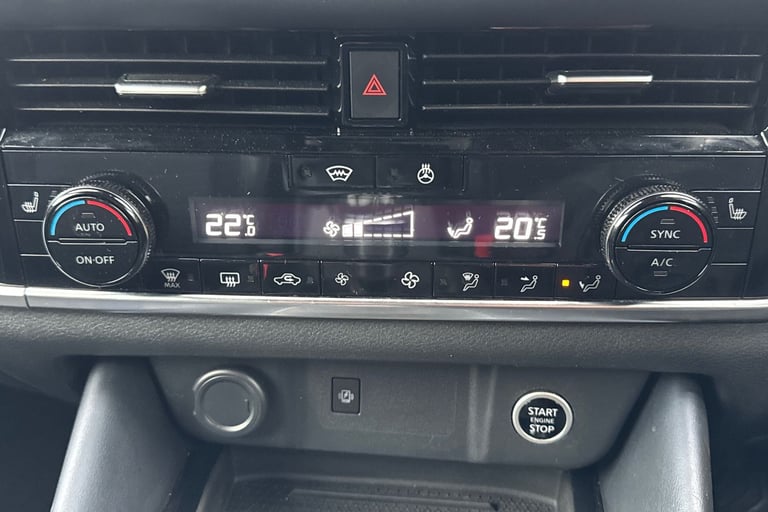 22.0°C
20.5°C
AUTO
ON·OFF
MAX
SYNC
A/C
START
ENGINE
STOP